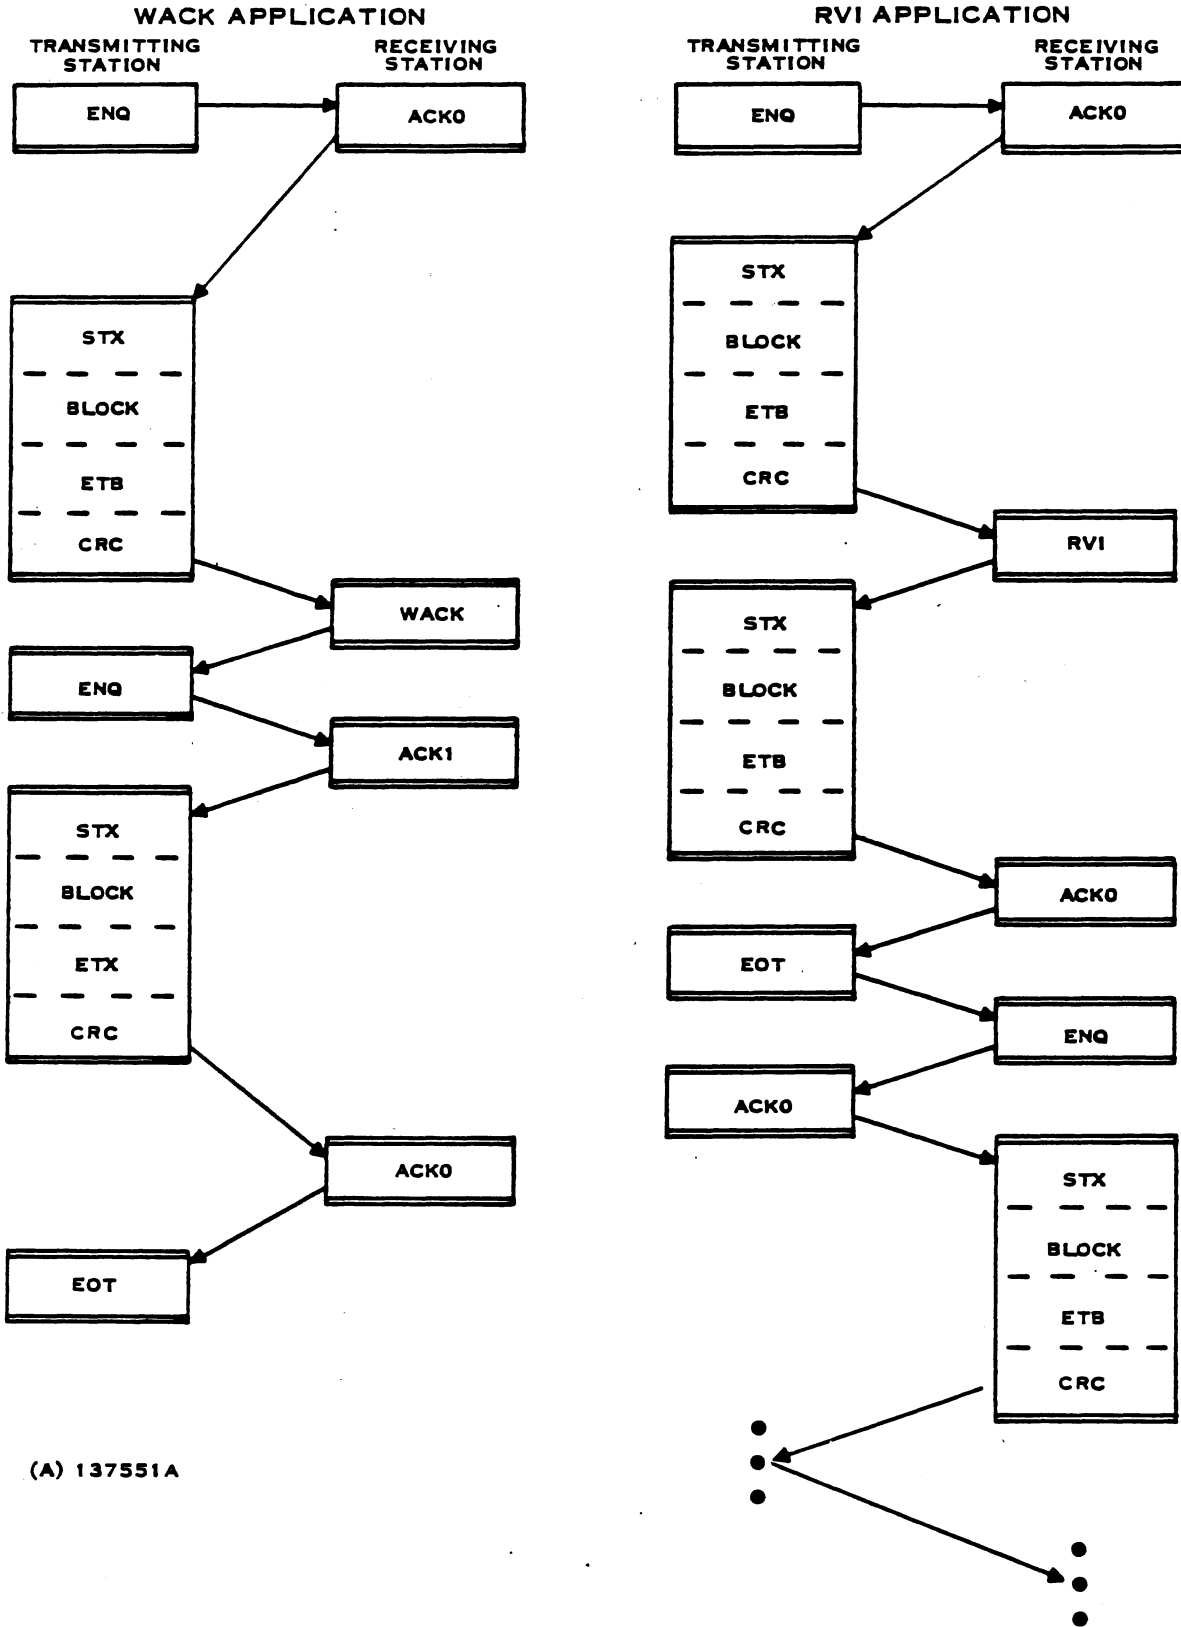 WACK APPLICATION
TRANSMITTING
STATION
RECEIVING
STATION
ENQ
ACK0
STX
BLOCK
ETB
CRC
WACK
ENQ
ACK1
STX
BLOCK
ETX
CRC
ACK0
EOT
(A) 137551A
RVI APPLICATION
TRANSMITTING
STATION
RECEIVING
STATION
ENQ
ACK0
STX
BLOCK
ETB
CRC
RVI
STX
BLOCK
ETB
CRC
ACK0
EOT
ENQ
ACK0
STX
BLOCK
ETB
CRC